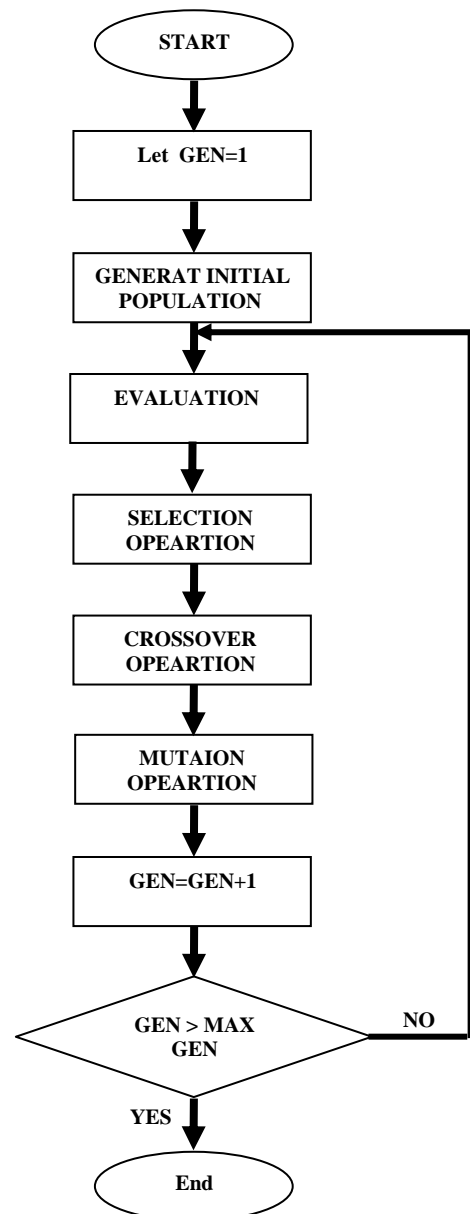 START
Let GEN=1
GENERAT INITIAL
POPULATION
EVALUATION
SELECTION
OPEARTION
CROSSOVER
OPEARTION
MUTAION
OPEARTION
GEN=GEN+1
GEN > MAX
GEN
NO
YES
End